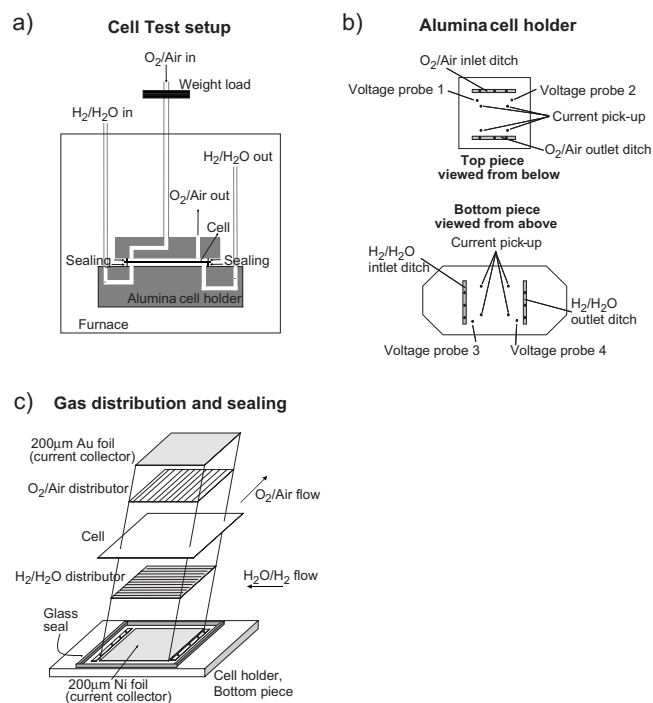 a)
Cell Test setup
O2/Air in
Weight load
H2/H2O in
H2/H2O out
O2/Air out
Cell
Sealing
Sealing
Alumina cell holder
Furnace
b)
Alumina cell holder
O2/Air inlet ditch
Voltage probe 1
Voltage probe 2
Current pick-up
O2/Air outlet ditch
Top piece
viewed from below
Bottom piece
viewed from above
Current pick-up
H2/H2O
inlet ditch
H2/H2O
outlet ditch
Voltage probe 3
Voltage probe 4
c)
Gas distribution and sealing
200µm Au foil
(current collector)
O2/Air distributor
O2/Air flow
Cell
H2/H2O distributor
H2O/H2 flow
Glass
seal
200µm Ni foil
(current collector)
Cell holder,
Bottom piece